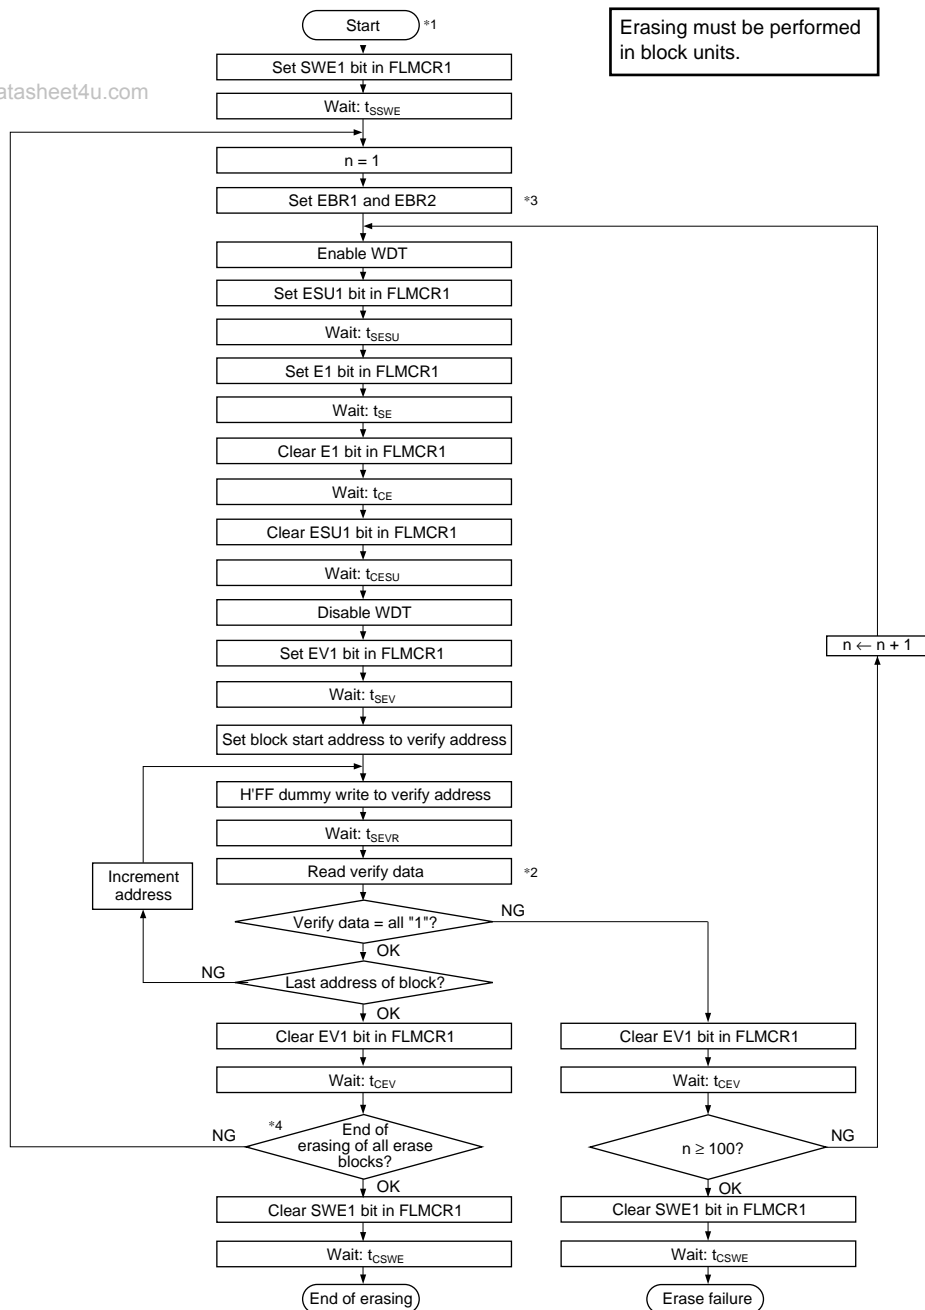 Start *1
Erasing must be performed
in block units.
Set SWE1 bit in FLMCR1
atasheet4u.com
Wait: tSSWE
n = 1
Set EBR1 and EBR2 *3
Enable WDT
Set ESU1 bit in FLMCR1
Wait: tSESU
Set E1 bit in FLMCR1
Wait: tSE
Clear E1 bit in FLMCR1
Wait: tCE
Clear ESU1 bit in FLMCR1
Wait: tCESU
Disable WDT
n ← n + 1
Set EV1 bit in FLMCR1
Wait: tSEV
Set block start address to verify address
H'FF dummy write to verify address
Wait: tSEVR
Increment
address
Read verify data *2
Verify data = all "1"?
NG
OK
NG
Last address of block?
OK
Clear EV1 bit in FLMCR1
Clear EV1 bit in FLMCR1
Wait: tCEV
Wait: tCEV
NG
*4
End of
erasing of all erase
blocks?
n ≥ 100?
NG
OK
OK
Clear SWE1 bit in FLMCR1
Clear SWE1 bit in FLMCR1
Wait: tCSWE
Wait: tCSWE
End of erasing
Erase failure